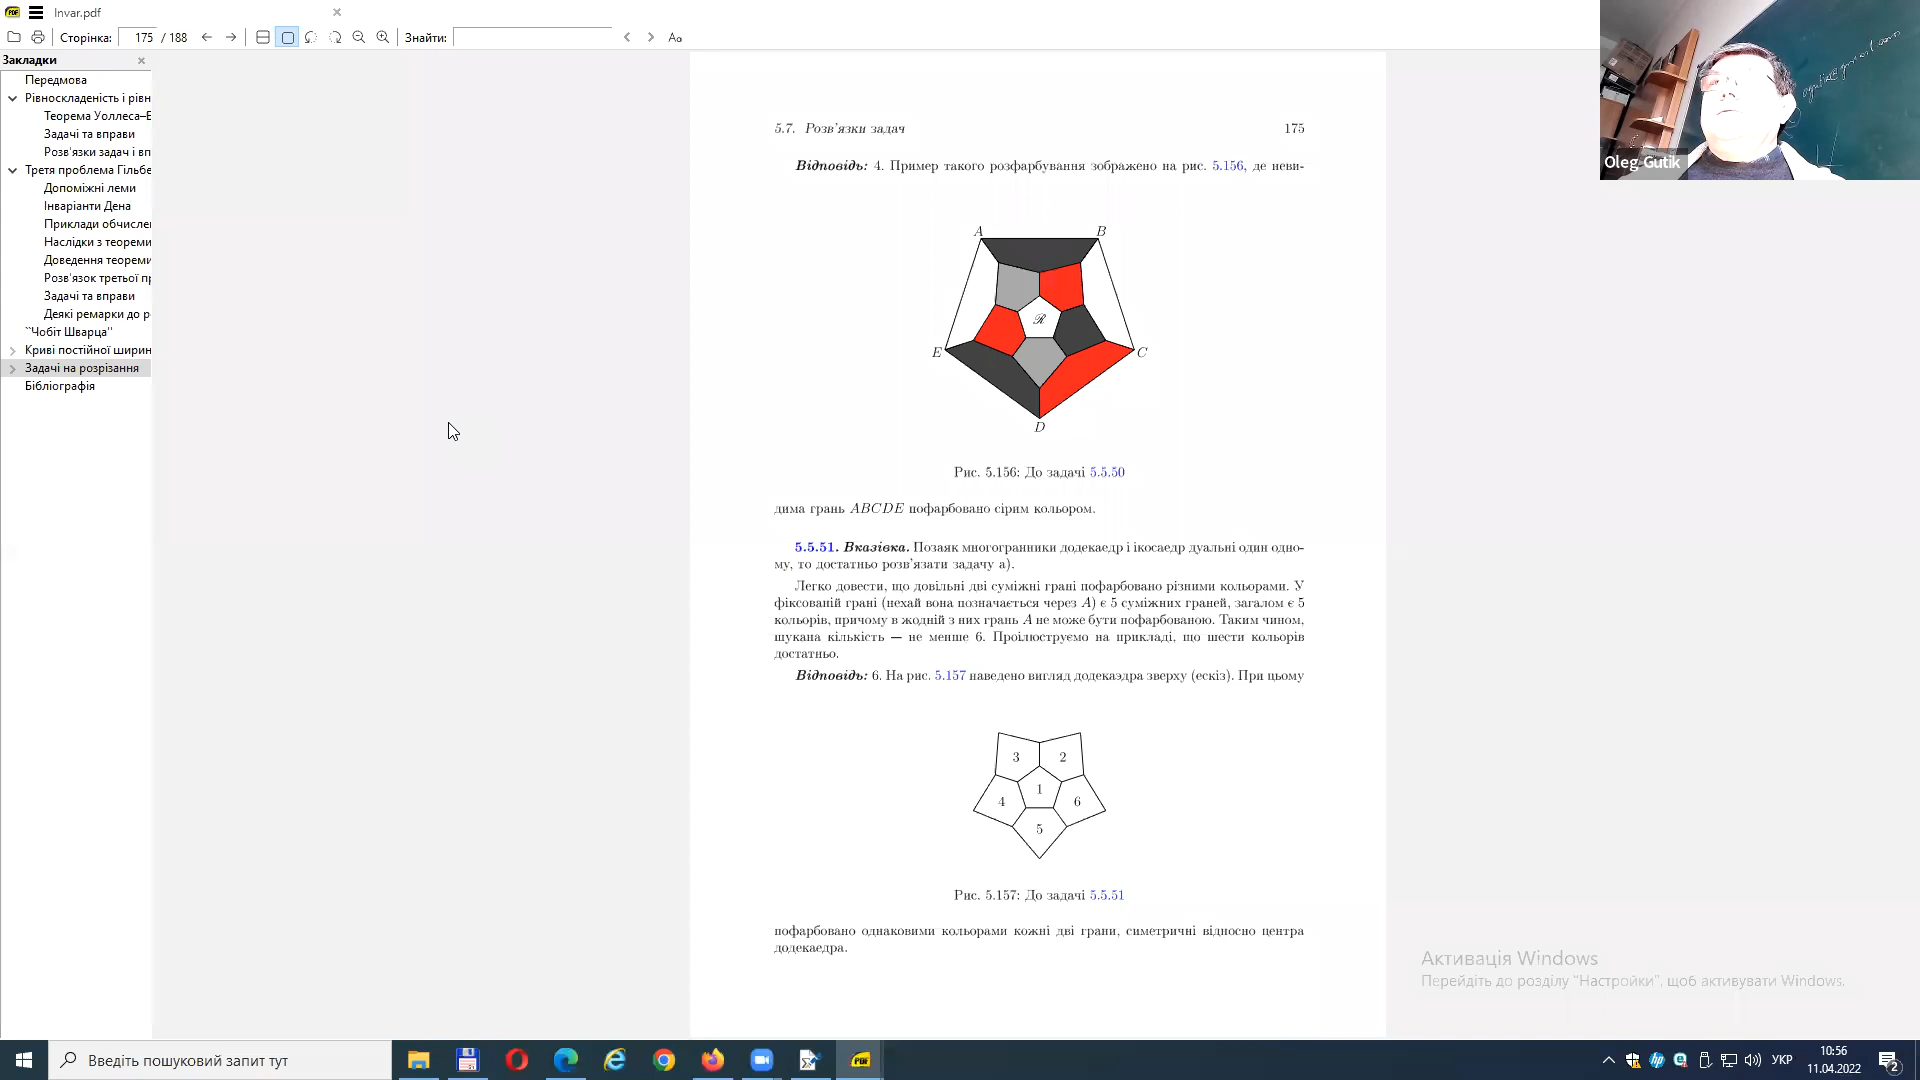 Invar.pdf
Сторінка: 175 / 188
Знайти:
Aa
Закладки
Передмова
Рівноскладеність і рівн
Теорема Уоллеса–Б
Задачі та вправи
Розв'язки задач і вп
Третя проблема Гільбе
Допоміжні леми
Інваріанти Дена
Приклади обчислен
Наслідки з теореми
Доведення теореми
Розв'язок третьої пр
Задачі та вправи
Деякі ремарки до р
``Чобіт Шварца''
Криві постійної ширин
Задачі на розрізання
Бібліографія
5.7. Розв'язки задач 175
Відповідь: 4. Пример такого розфарбування зображено на рис. 5.156, де неви-
A B
ℛ
E C
D
Рис. 5.156: До задачі 5.5.50
дима грань ABCDE пофарбовано сірим кольором.
5.5.51. Вказівка. Позаяк многогранники додекаедр і ікосаедр дуальні один одно-
му, то достатньо розв'язати задачу а).
Легко довести, що довільні дві суміжні грані пофарбовано різними кольорами. У
фіксованій грані (нехай вона позначається через A) є 5 суміжних граней, загалом є 5
кольорів, причому в жодній з них грань A не може бути пофарбованою. Таким чином,
шукана кількість — не менше 6. Проілюструємо на прикладі, що шести кольорів
достатньо.
Відповідь: 6. На рис. 5.157 наведено вигляд додекаэдра зверху (ескіз). При цьому
3 2
1
4 6
5
Рис. 5.157: До задачі 5.5.51
пофарбовано однаковими кольорами кожні дві грани, симетричні відносно центра
додекаедра.
Oleg Gutik
Активація Windows
Перейдіть до розділу "Настройки", щоб активувати Windows.
Введіть пошуковий запит тут
УКР
10:56
11.04.2022
2